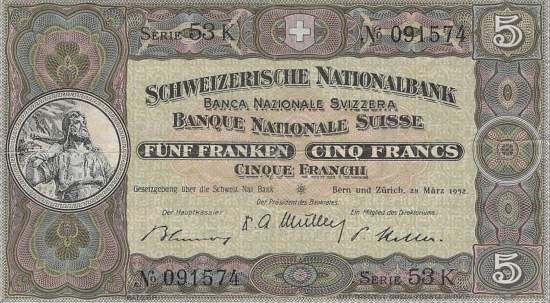 SERIE 53 K № 091574 5
SCHWEIZERISCHE NATIONALBANK
BANCA NAZIONALE SVIZZERA
BANQUE NATIONALE SUISSE
FÜNF FRANKEN CINQ FRANCS
CINQUE FRANCHI
Gesetzgebung über die Schweiz. Nat. Bank Bern und Zürich, 28 März 1952.
Der Präsident des Bankrates:
Der Hauptkassier: Ein Mitglied des Direktoriums:
№ 091574 SERIE 53 K 5